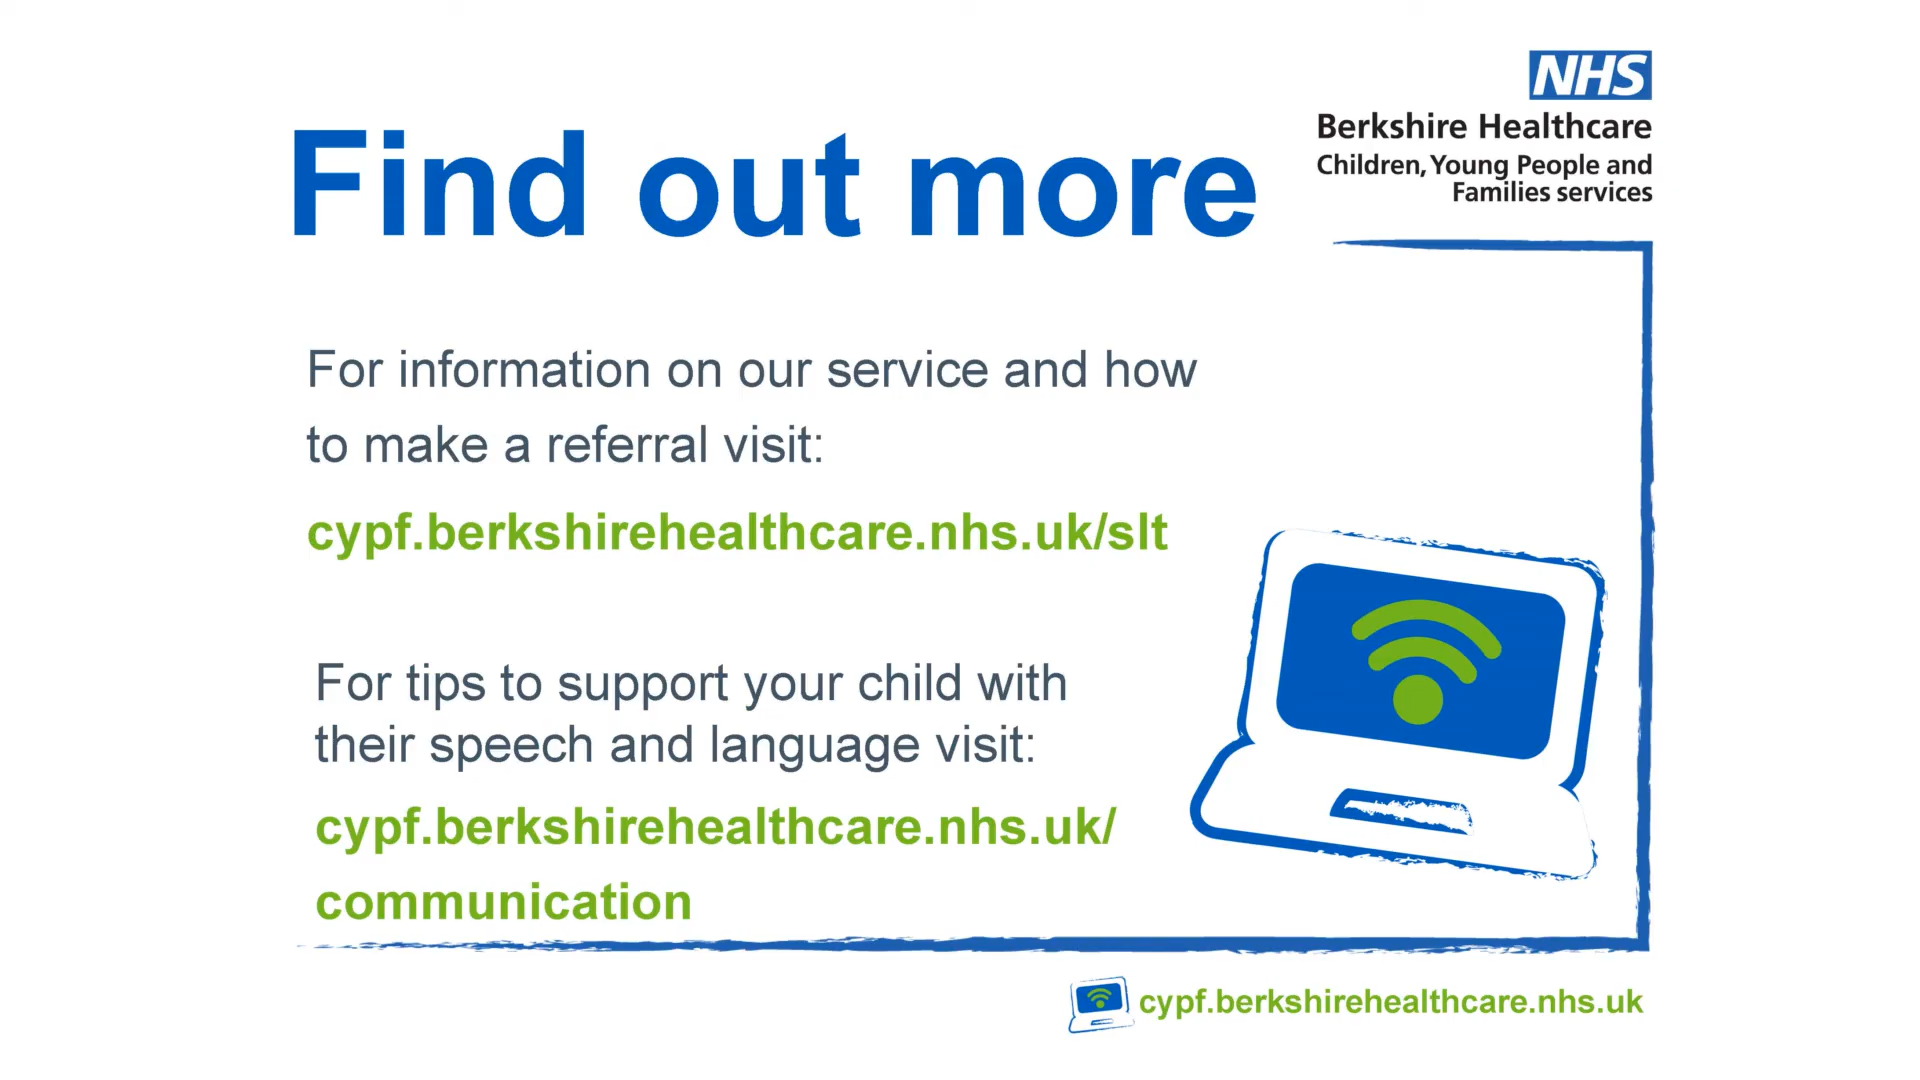 NHS
Berkshire Healthcare
Children, Young People and
Families services
Find out more
For information on our service and how
to make a referral visit:
cypf.berkshirehealthcare.nhs.uk/slt
For tips to support your child with
their speech and language visit:
cypf.berkshirehealthcare.nhs.uk/
communication
cypf.berkshirehealthcare.nhs.uk